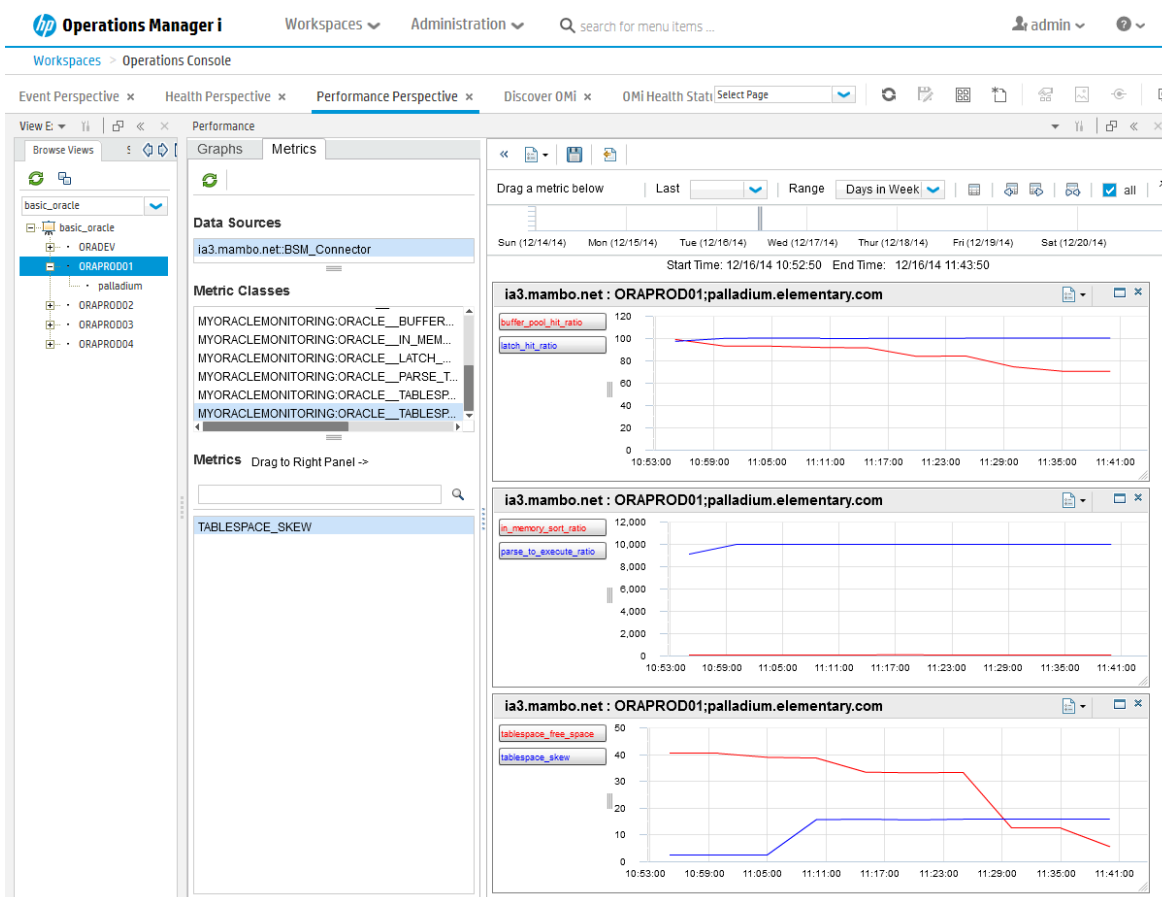 hp Operations Manager i Workspaces Administration search for menu items ... admin ?
Workspaces > Operations Console
Event Perspective × Health Perspective × Performance Perspective × Discover OMi × OMi Health Statu Select Page
View E: Performance
Browse Views S
Graphs Metrics
basic_oracle
basic_oracle
ORADEV
ORAPROD01
palladium
ORAPROD02
ORAPROD03
ORAPROD04
Data Sources
ia3.mambo.net::BSM_Connector
Metric Classes
MYORACLEMONITORING:ORACLE__BUFFER...
MYORACLEMONITORING:ORACLE__IN_MEM...
MYORACLEMONITORING:ORACLE__LATCH_...
MYORACLEMONITORING:ORACLE__PARSE_T...
MYORACLEMONITORING:ORACLE__TABLESP...
MYORACLEMONITORING:ORACLE__TABLESP...
Metrics Drag to Right Panel ->
TABLESPACE_SKEW
Drag a metric below Last Range Days in Week all
Sun (12/14/14) Mon (12/15/14) Tue (12/16/14) Wed (12/17/14) Thur (12/18/14) Fri (12/19/14) Sat (12/20/14)
Start Time: 12/16/14 10:52:50 End Time: 12/16/14 11:43:50
ia3.mambo.net : ORAPROD01;palladium.elementary.com
buffer_pool_hit_ratio
latch_hit_ratio
120
100
80
60
40
20
0
10:53:00 10:59:00 11:05:00 11:11:00 11:17:00 11:23:00 11:29:00 11:35:00 11:41:00
ia3.mambo.net : ORAPROD01;palladium.elementary.com
in_memory_sort_ratio
parse_to_execute_ratio
12,000
10,000
8,000
6,000
4,000
2,000
0
10:53:00 10:59:00 11:05:00 11:11:00 11:17:00 11:23:00 11:29:00 11:35:00 11:41:00
ia3.mambo.net : ORAPROD01;palladium.elementary.com
tablespace_free_space
tablespace_skew
50
40
30
20
10
0
10:53:00 10:59:00 11:05:00 11:11:00 11:17:00 11:23:00 11:29:00 11:35:00 11:41:00